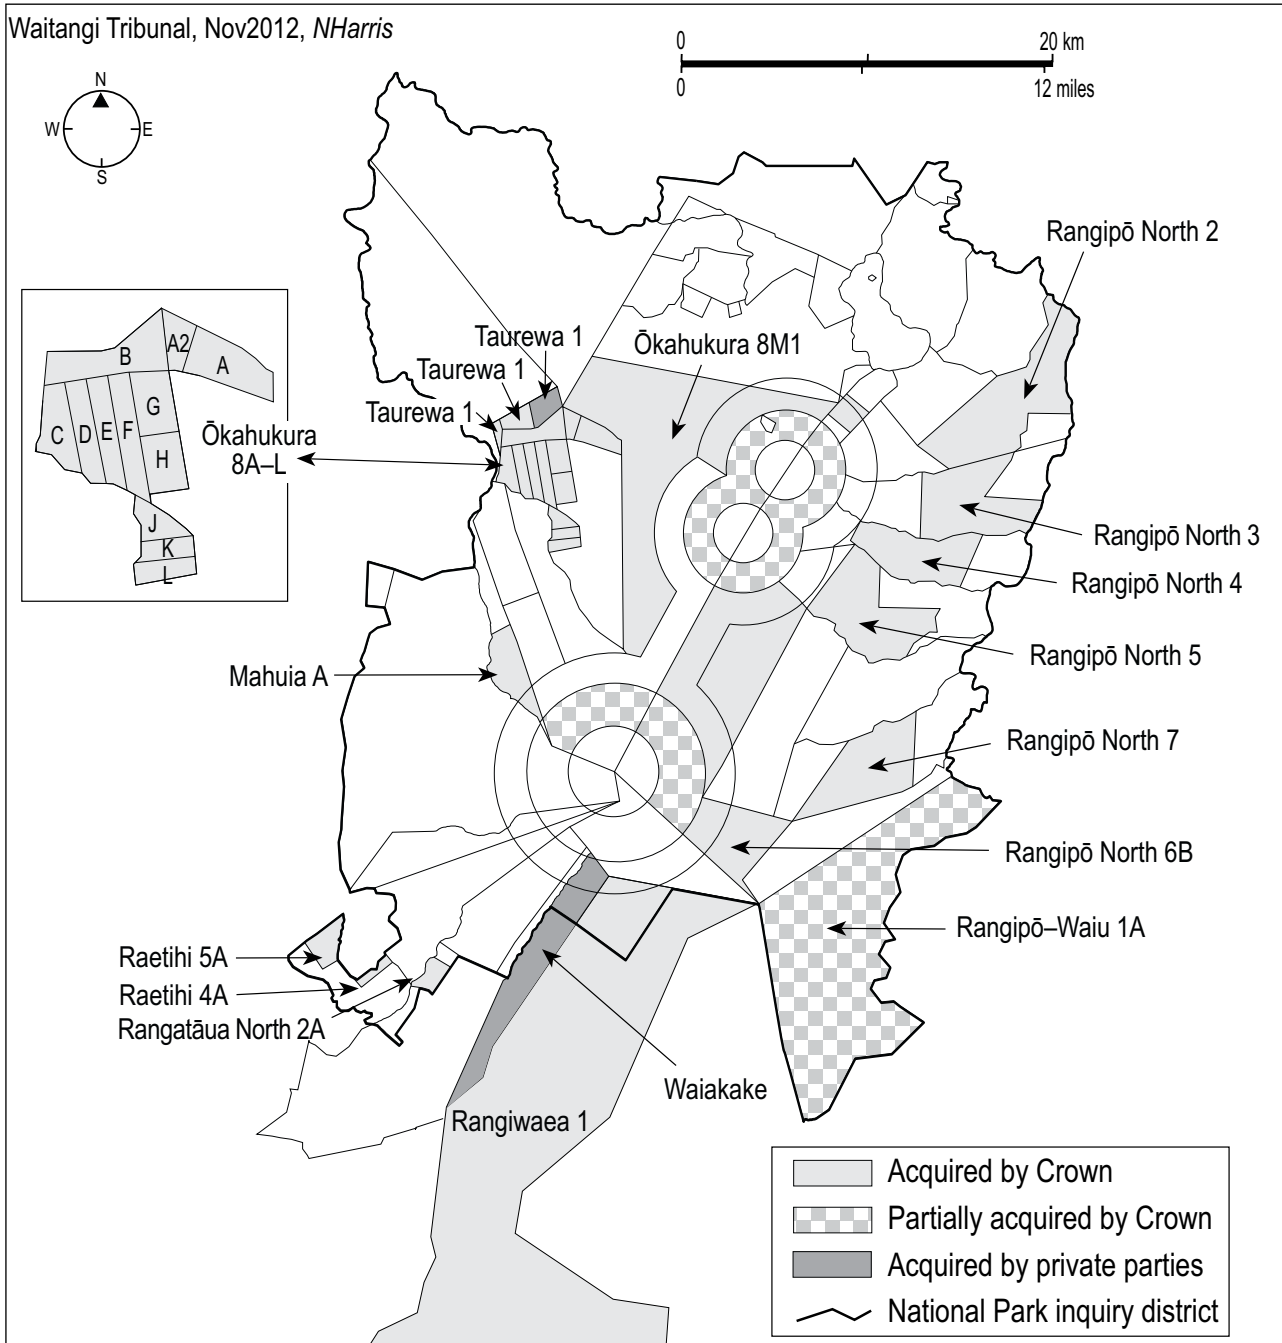 Waitangi Tribunal, Nov2012, NHarris
0
20 km
0
12 miles
N
W
E
S
Rangipō North 2
Taurewa 1
Ōkahukura 8M1
Taurewa 1
Taurewa 1
B
A2
A
C
D
E
F
G
H
J
K
L
Ōkahukura
8A–L
Rangipō North 3
Rangipō North 4
Rangipō North 5
Mahuia A
Rangipō North 7
Rangipō North 6B
Rangipō–Waiu 1A
Raetihi 5A
Raetihi 4A
Rangatāua North 2A
Waiakake
Rangiwaea 1
Acquired by Crown
Partially acquired by Crown
Acquired by private parties
National Park inquiry district